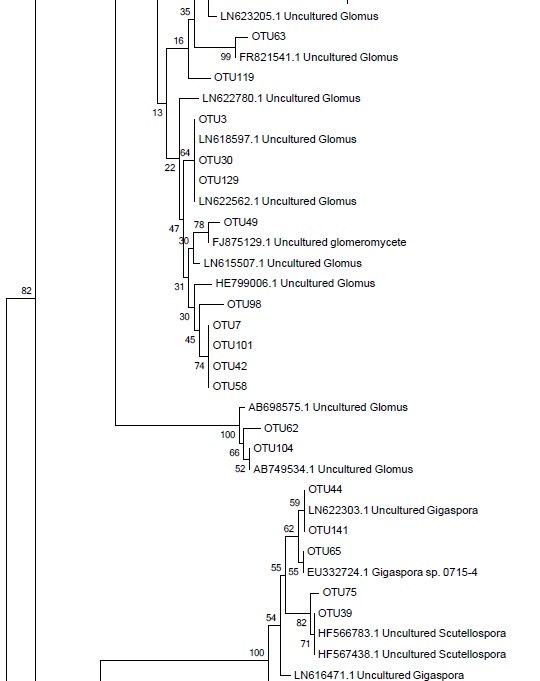 35
LN623205.1 Uncultured Glomus
OTU63
16
99
FR821541.1 Uncultured Glomus
OTU119
LN622780.1 Uncultured Glomus
13
OTU3
LN618597.1 Uncultured Glomus
64
OTU30
22
OTU129
LN622562.1 Uncultured Glomus
78
OTU49
47
30
FJ875129.1 Uncultured glomeromycete
LN615507.1 Uncultured Glomus
31
HE799006.1 Uncultured Glomus
82
OTU98
30
OTU7
45
OTU101
74
OTU42
OTU58
AB698575.1 Uncultured Glomus
100
OTU62
66
OTU104
52
AB749534.1 Uncultured Glomus
OTU44
59
LN622303.1 Uncultured Gigaspora
62
OTU141
OTU65
55
55
EU332724.1 Gigaspora sp. 0715-4
OTU75
54
82
OTU39
HF566783.1 Uncultured Scutellospora
71
100
HF567438.1 Uncultured Scutellospora
LN616471.1 Uncultured Gigaspora